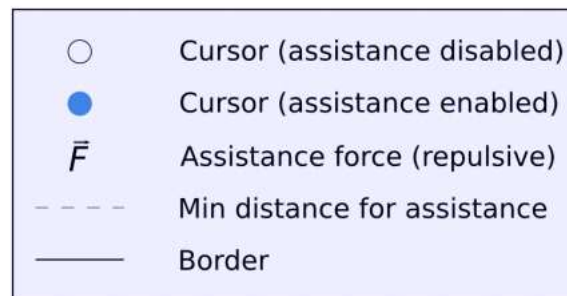 Cursor (assistance disabled)
Cursor (assistance enabled)
F⃗ Assistance force (repulsive)
Min distance for assistance
Border